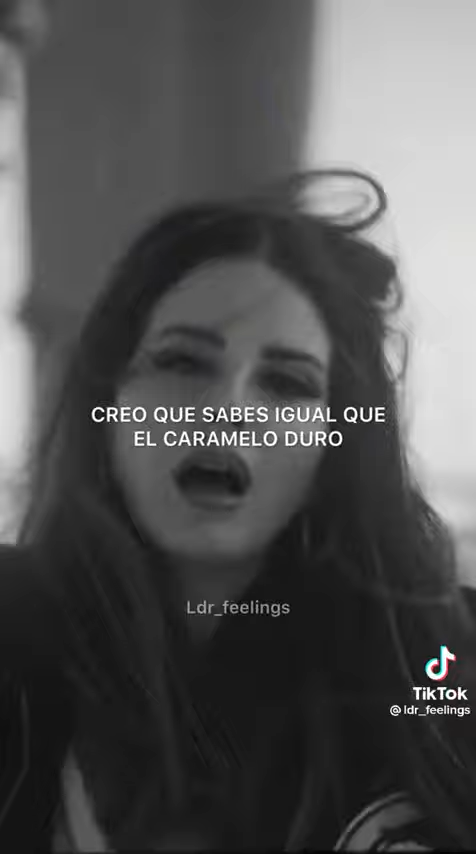 CREO QUE SABES IGUAL QUE
EL CARAMELO DURO
Ldr_feelings
TikTok
@ldr_feelings